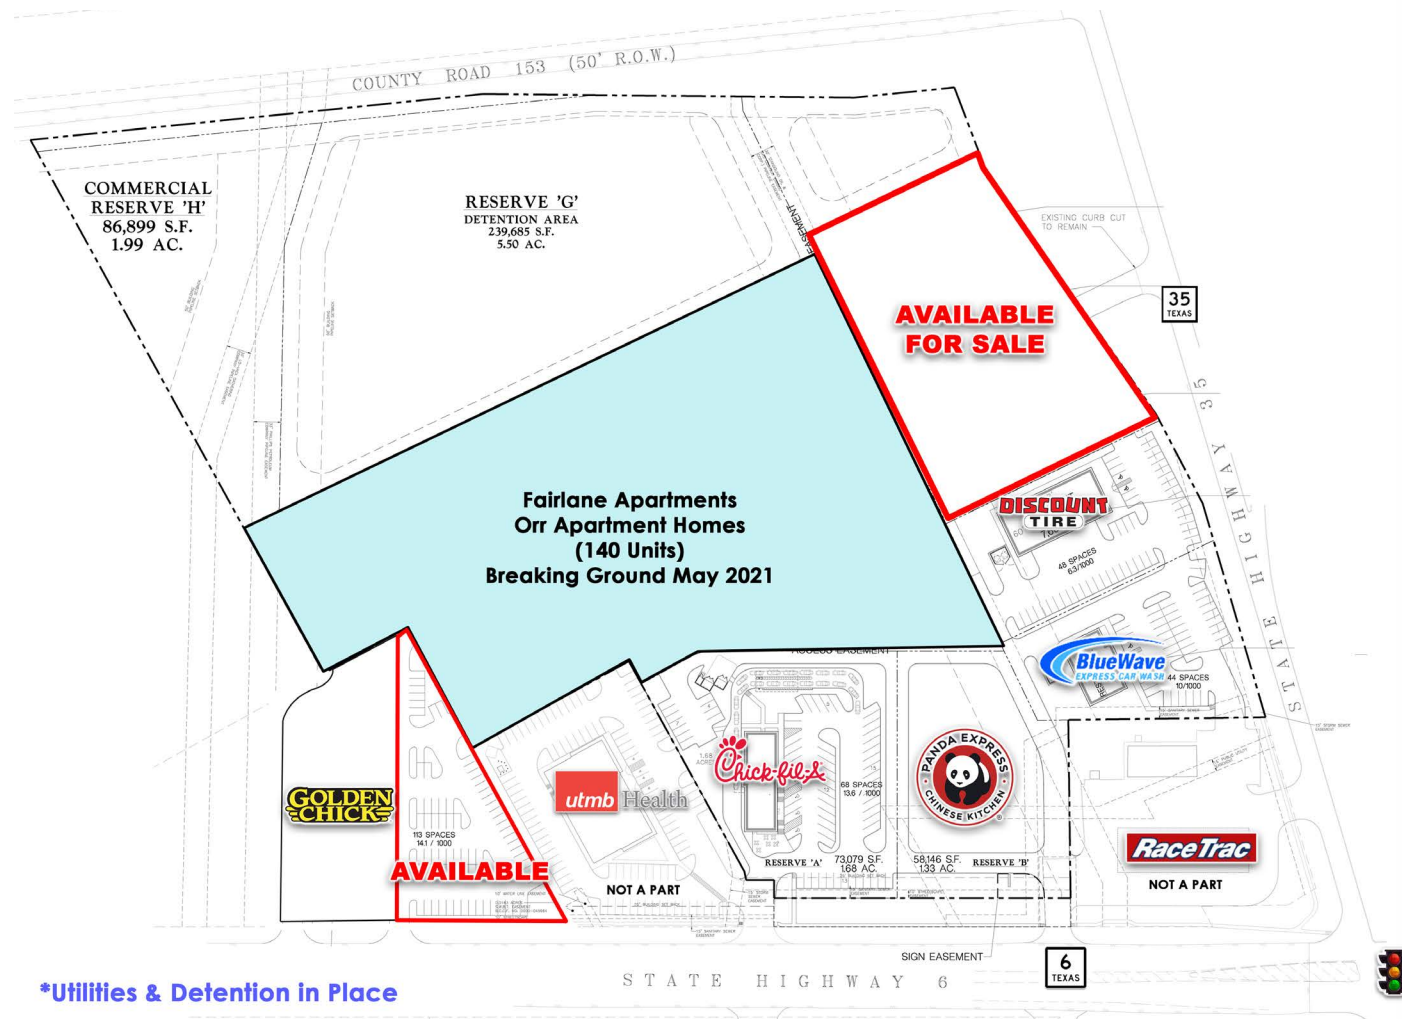 COUNTY ROAD 153 (50' R.O.W.)
COMMERCIAL
RESERVE 'H'
86,899 S.F.
1.99 AC.
RESERVE 'G'
DETENTION AREA
239,685 S.F.
5.50 AC.
EASEMENT
EXISTING CURB CUT
TO REMAIN
35
TEXAS
AVAILABLE
FOR SALE
STATE HIGHWAY 35
Fairlane Apartments
Orr Apartment Homes
(140 Units)
Breaking Ground May 2021
DISCOUNT
TIRE
48 SPACES
6.3/1000
ACCESS EASEMENT
BlueWave
EXPRESS CAR WASH
44 SPACES
10/1000
GOLDEN
CHICK
113 SPACES
14.1 / 1000
AVAILABLE
utmb Health
NOT A PART
Chick-fil-A
68 SPACES
13.6 / 1000
PANDA EXPRESS
CHINESE KITCHEN
RESERVE 'A'
73,079 S.F.
1.68 AC.
58,146 S.F.
1.33 AC.
RESERVE 'B'
RaceTrac
NOT A PART
SIGN EASEMENT
6
TEXAS
STATE HIGHWAY 6
*Utilities & Detention in Place